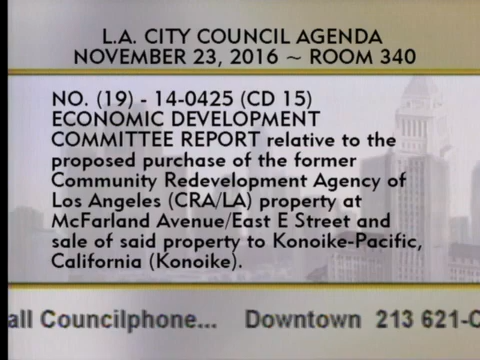 L.A. CITY COUNCIL AGENDA
NOVEMBER 23, 2016 ~ ROOM 340
NO. (19) - 14-0425 (CD 15)
ECONOMIC DEVELOPMENT
COMMITTEE REPORT relative to the
proposed purchase of the former
Community Redevelopment Agency of
Los Angeles (CRA/LA) property at
McFarland Avenue/East E Street and
sale of said property to Konoike-Pacific,
California (Konoike).
all Councilphone... Downtown 213 621-